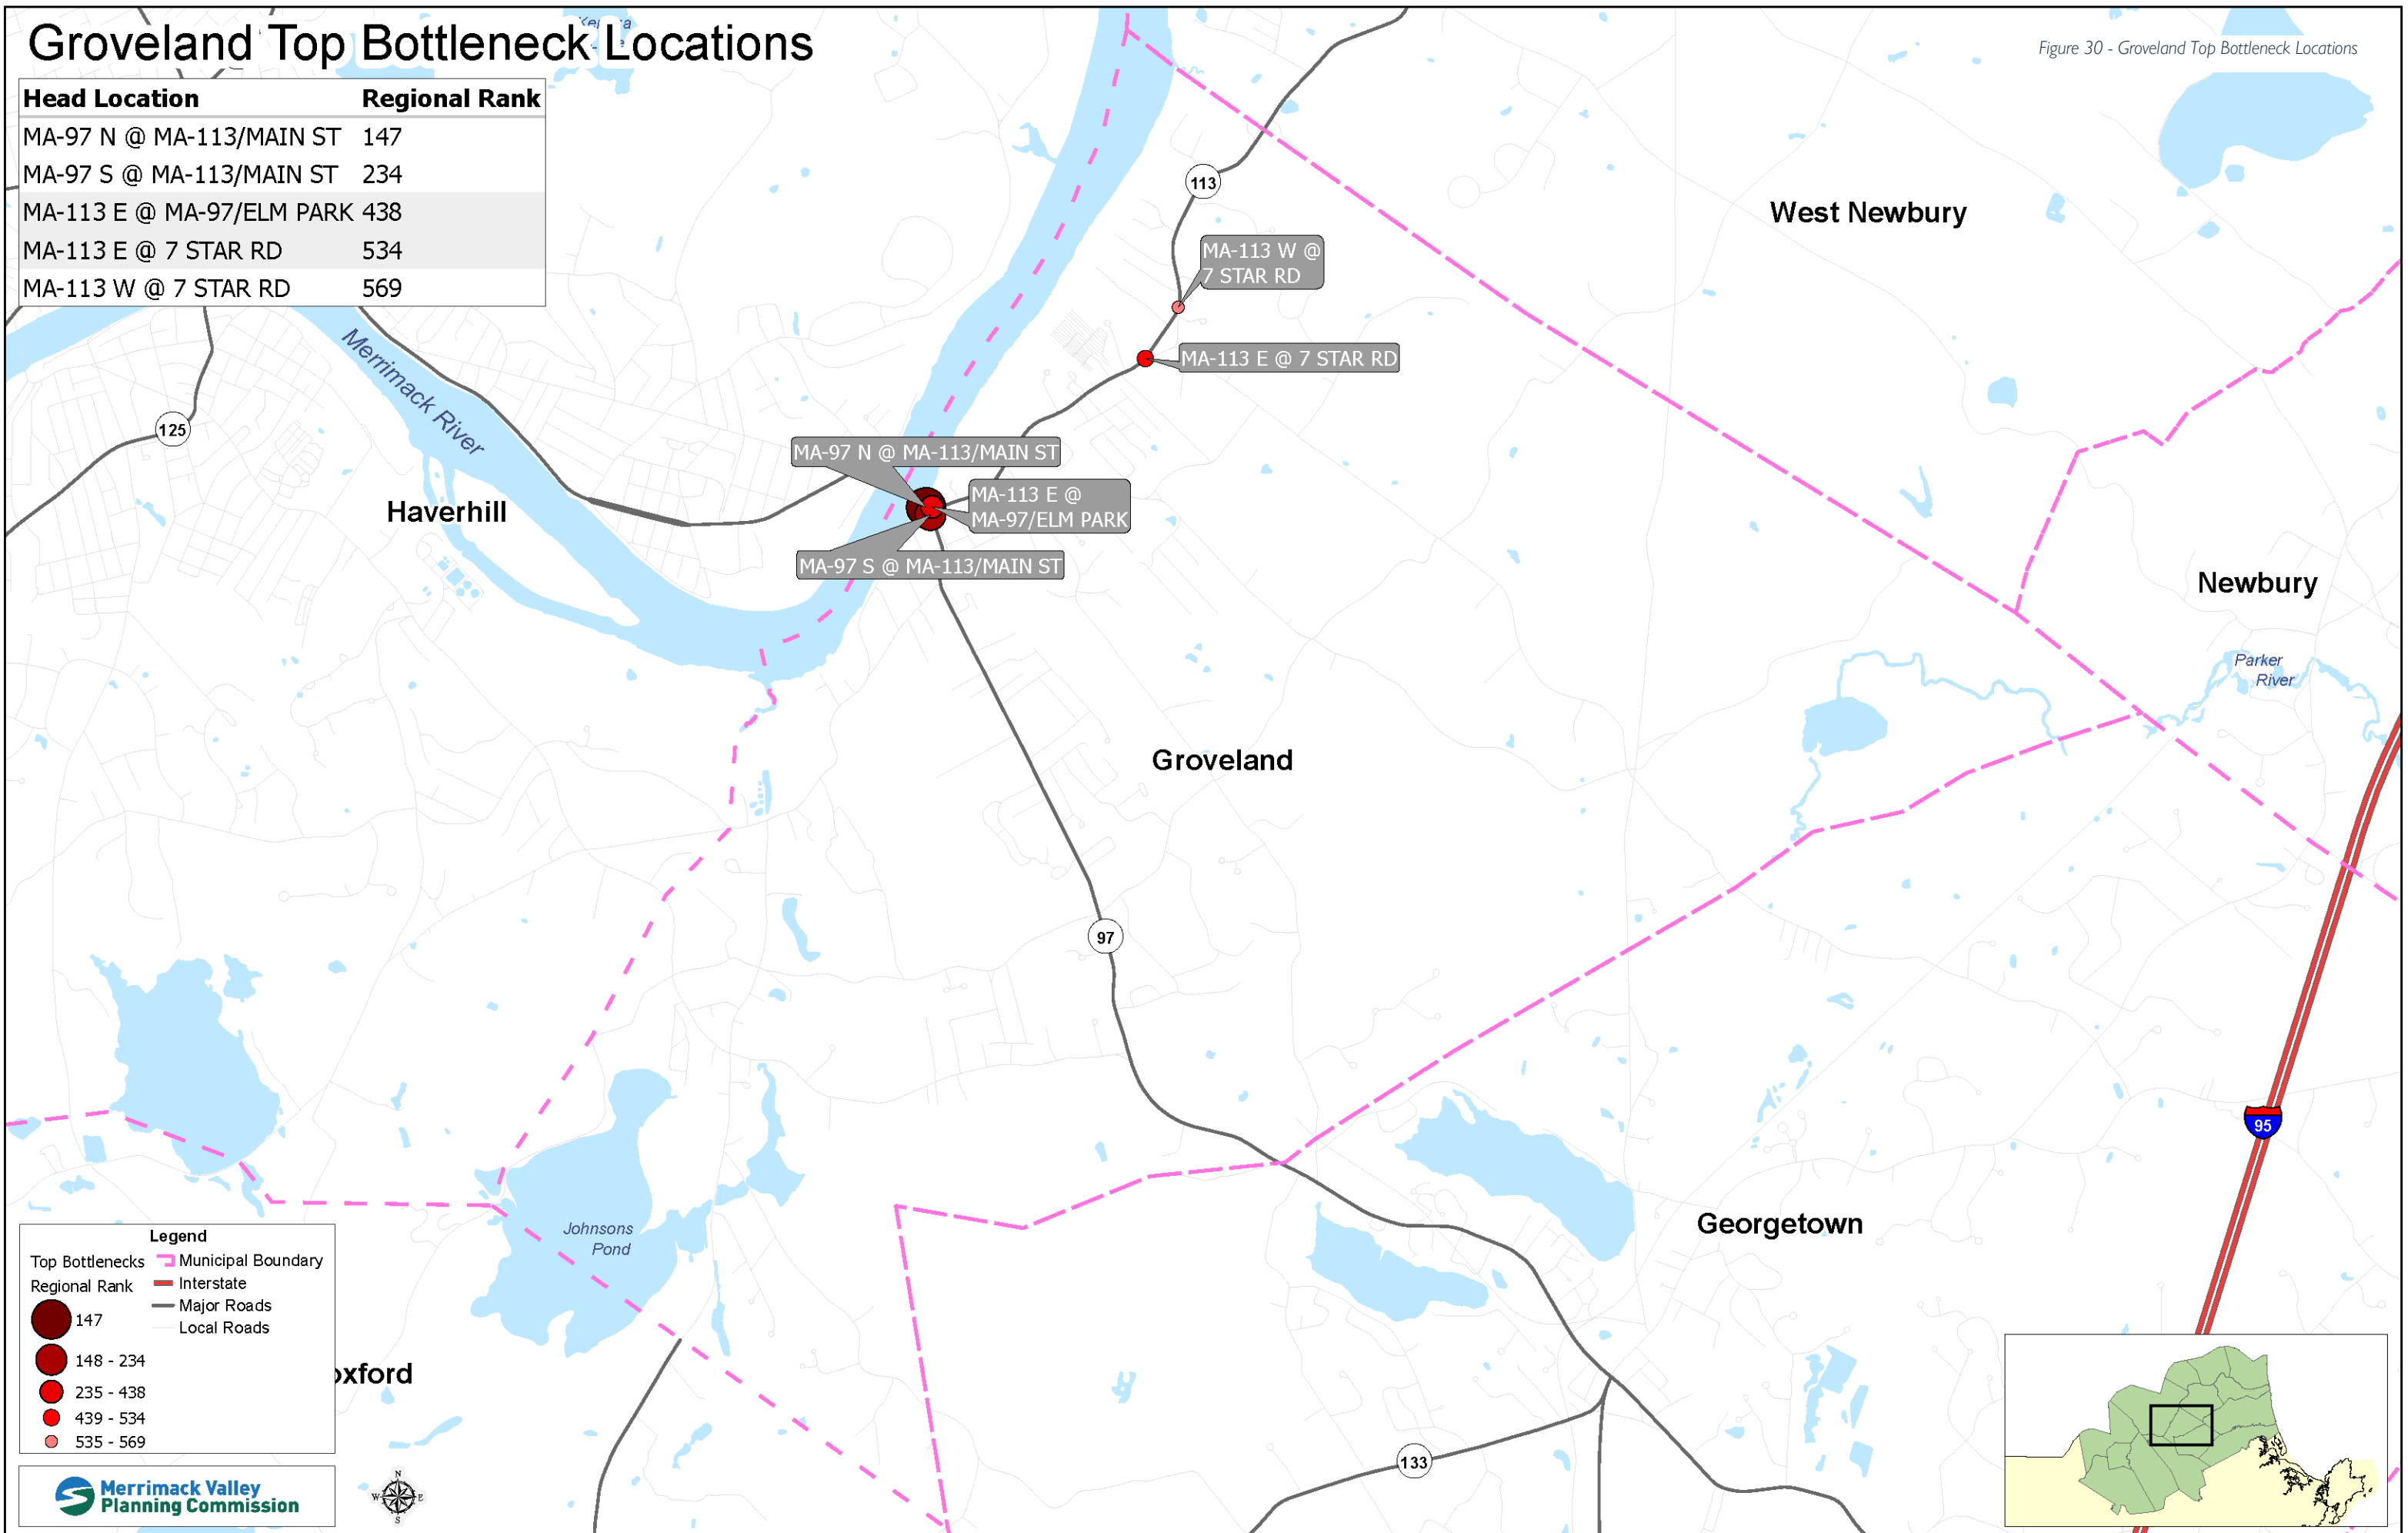 Groveland Top Bottleneck Locations
Figure 30 - Groveland Top Bottleneck Locations
Head Location Regional Rank
MA-97 N @ MA-113/MAIN ST 147
MA-97 S @ MA-113/MAIN ST 234
MA-113 E @ MA-97/ELM PARK 438
MA-113 E @ 7 STAR RD 534
MA-113 W @ 7 STAR RD 569
113
West Newbury
MA-113 W @
7 STAR RD
MA-113 E @ 7 STAR RD
Merrimack River
125
MA-97 N @ MA-113/MAIN ST
MA-113 E @
MA-97/ELM PARK
Haverhill
MA-97 S @ MA-113/MAIN ST
Newbury
Parker
River
Groveland
97
95
Georgetown
Johnsons
Pond
Legend
Top Bottlenecks
Regional Rank
147
148 - 234
235 - 438
439 - 534
535 - 569
Municipal Boundary
Interstate
Major Roads
Local Roads
oxford
133
Merrimack Valley
Planning Commission
N
W E
S